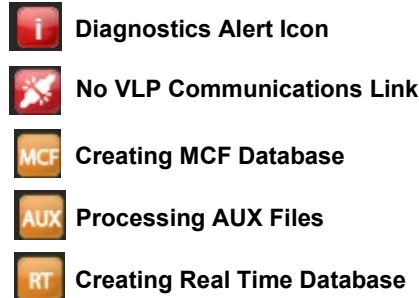 i Diagnostics Alert Icon
No VLP Communications Link
MCF Creating MCF Database
AUX Processing AUX Files
RT Creating Real Time Database